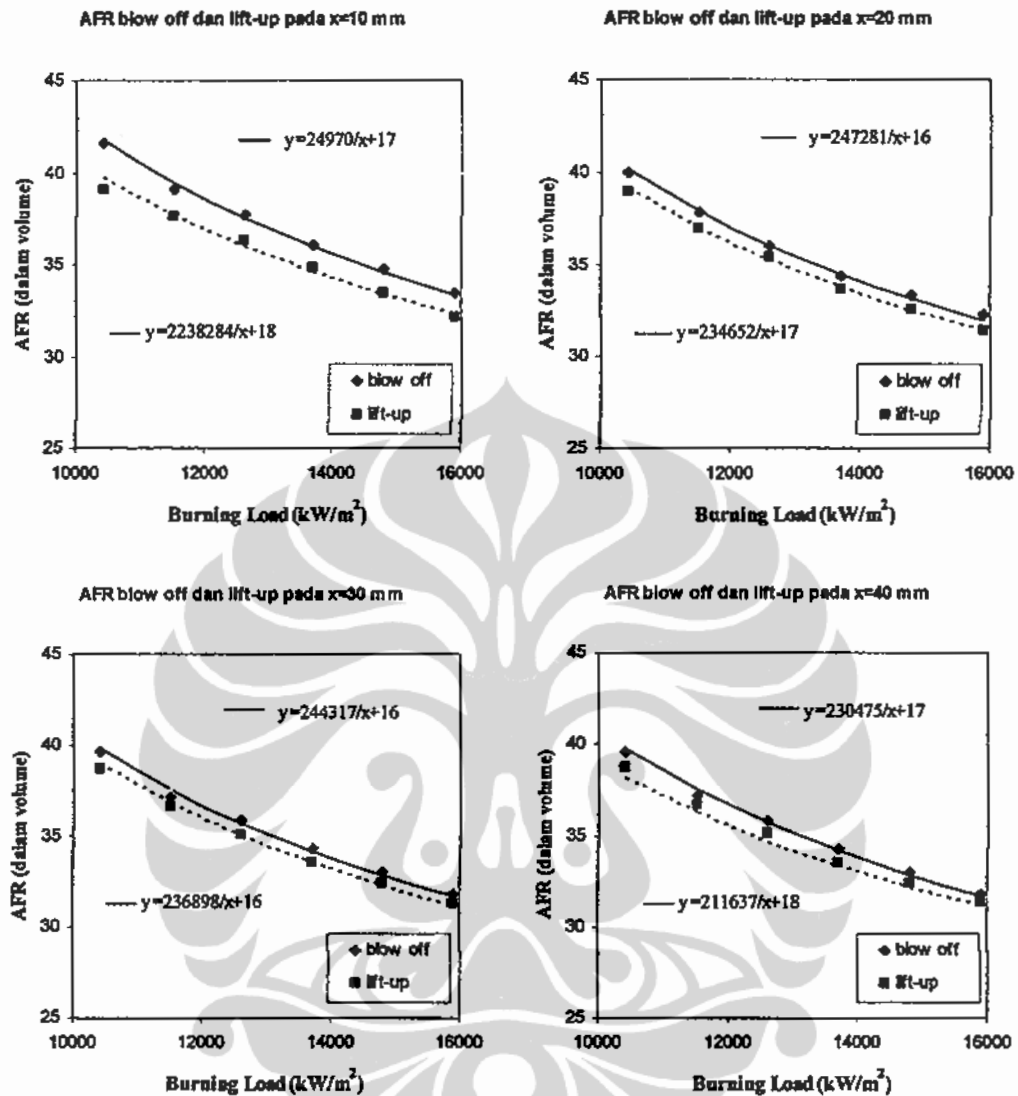 AFR blow off dan lift-up pada x=10 mm
45
40
35
30
25
AFR (dalam volume)
y=24970/x+17
y=2238284/x+18
blow off
lift-up
10000 12000 14000 16000
Burning Load (kW/m²)
AFR blow off dan lift-up pada x=20 mm
45
40
35
30
25
AFR (dalam volume)
y=247281/x+16
y=234652/x+17
blow off
lift-up
10000 12000 14000 16000
Burning Load (kW/m²)
AFR blow off dan lift-up pada x=30 mm
45
40
35
30
25
AFR (dalam volume)
y=244317/x+16
y=236898/x+16
blow off
lift-up
10000 12000 14000 16000
Burning Load (kW/m²)
AFR blow off dan lift-up pada x=40 mm
45
40
35
30
25
AFR (dalam volume)
y=230475/x+17
y=211637/x+18
blow off
lift-up
10000 12000 14000 16000
Burning Load (kW/m²)